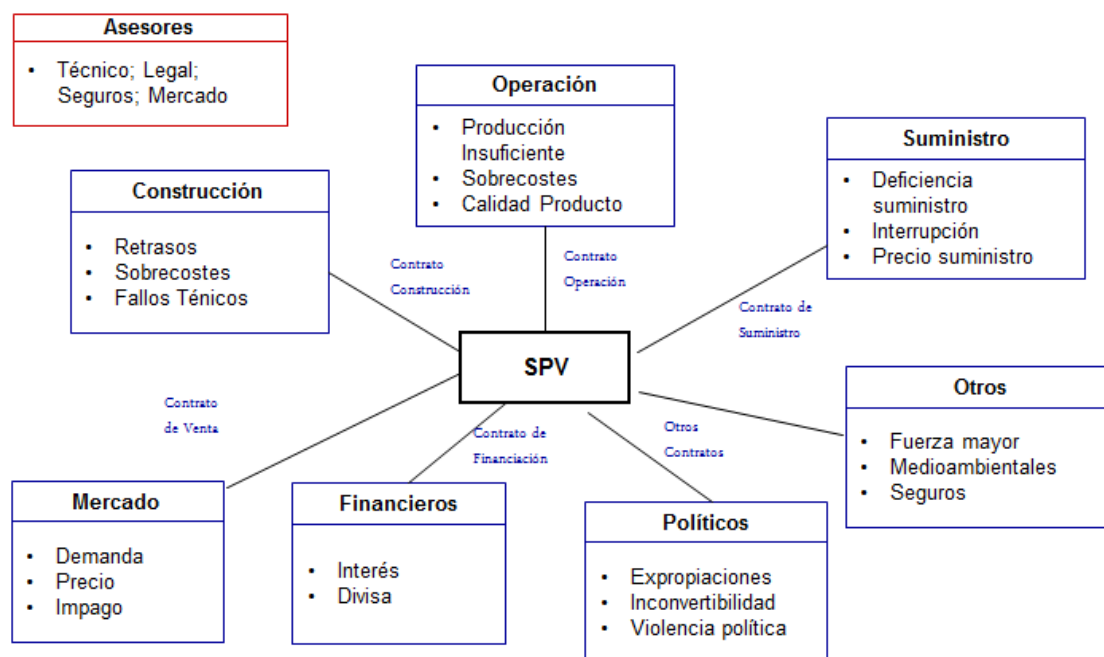 Asesores
• Técnico; Legal;
Seguros; Mercado
Operación
• Producción
Insuficiente
• Sobrecostes
• Calidad Producto
Suministro
• Deficiencia
suministro
• Interrupción
• Precio suministro
Construcción
• Retrasos
• Sobrecostes
• Fallos Ténicos
Contrato
Construcción
Contrato
Operación
Contrato de
Suministro
SPV
Contrato
de Venta
Contrato de
Financiación
Otros
Contratos
Otros
• Fuerza mayor
• Medioambientales
• Seguros
Mercado
• Demanda
• Precio
• Impago
Financieros
• Interés
• Divisa
Políticos
• Expropiaciones
• Inconvertibilidad
• Violencia política